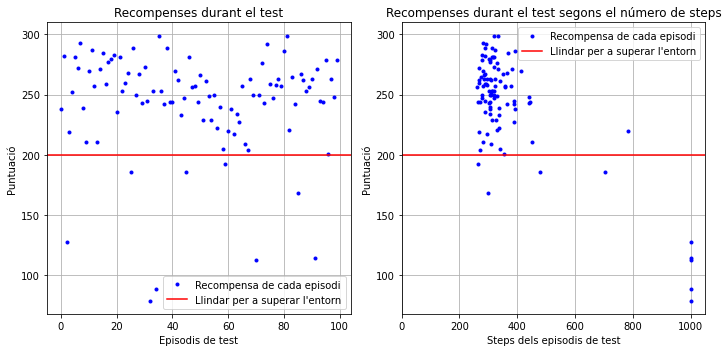 Recompenses durant el test
300
250
200
150
100
Puntuació
0
20
40
60
80
100
Episodis de test
Recompensa de cada episodi
Llindar per a superar l'entorn
Recompenses durant el test segons el número de steps
300
250
200
150
100
Puntuació
0
200
400
600
800
1000
Steps dels episodis de test
Recompensa de cada episodi
Llindar per a superar l'entorn